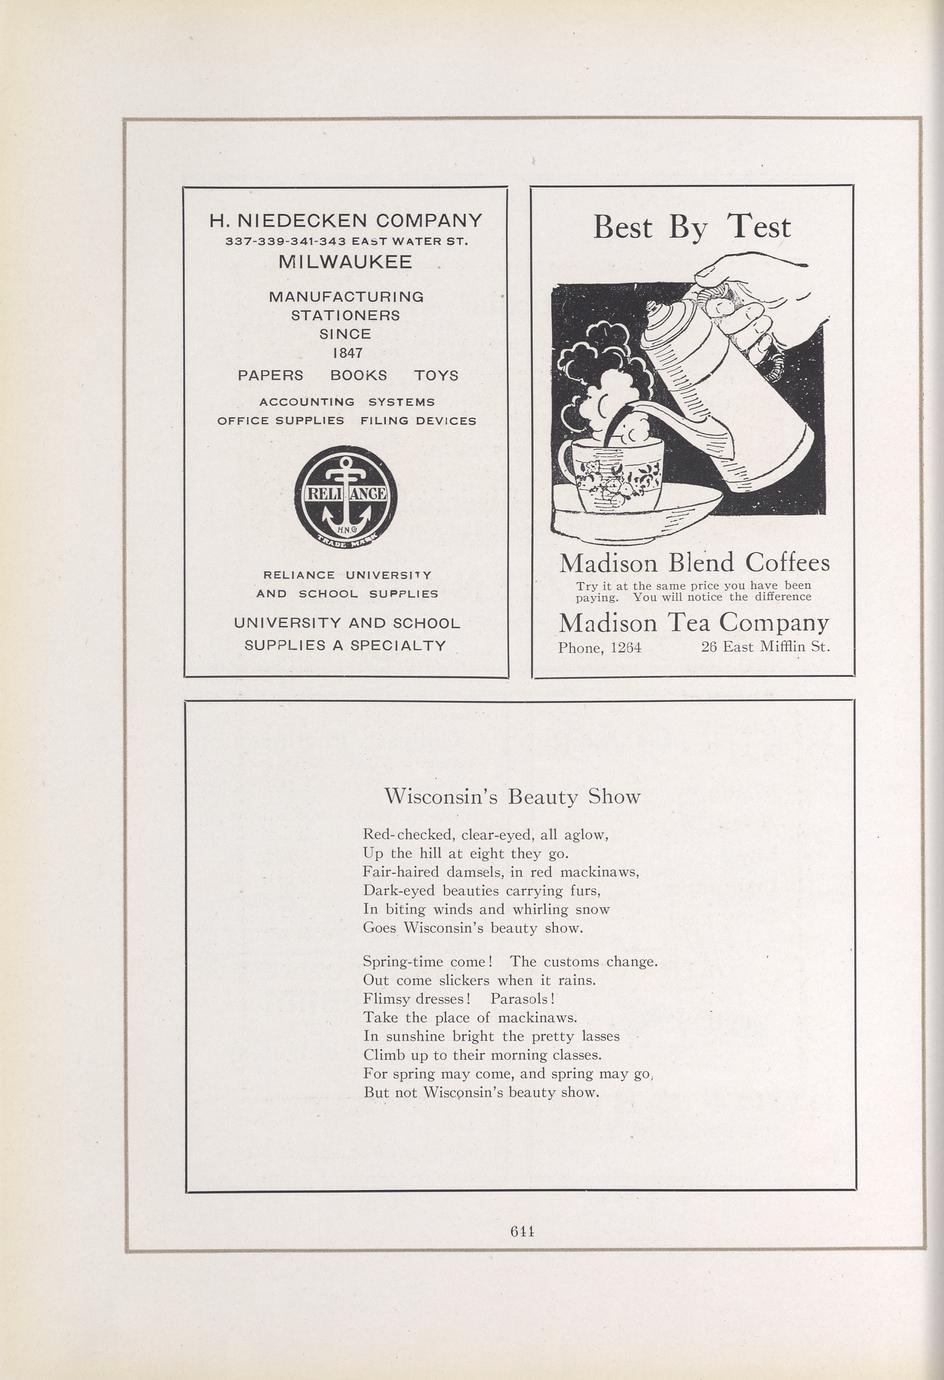 H. NIEDECKEN COMPANY
337-339-341-343 EAST WATER ST.
MILWAUKEE
MANUFACTURING
STATIONERS
SINCE
1847
PAPERS BOOKS TOYS
ACCOUNTING SYSTEMS
OFFICE SUPPLIES FILING DEVICES
RELIANCE
H.N.G
TRADE MARK
RELIANCE UNIVERSITY
AND SCHOOL SUPPLIES
UNIVERSITY AND SCHOOL
SUPPLIES A SPECIALTY
Best By Test
Madison Blend Coffees
Try it at the same price you have been
paying. You will notice the difference
Madison Tea Company
Phone, 1264 26 East Mifflin St.
Wisconsin's Beauty Show
Red-checked, clear-eyed, all aglow,
Up the hill at eight they go.
Fair-haired damsels, in red mackinaws,
Dark-eyed beauties carrying furs,
In biting winds and whirling snow
Goes Wisconsin's beauty show.
Spring-time come! The customs change.
Out come slickers when it rains.
Flimsy dresses! Parasols!
Take the place of mackinaws.
In sunshine bright the pretty lasses
Climb up to their morning classes.
For spring may come, and spring may go,
But not Wisconsin's beauty show.
644